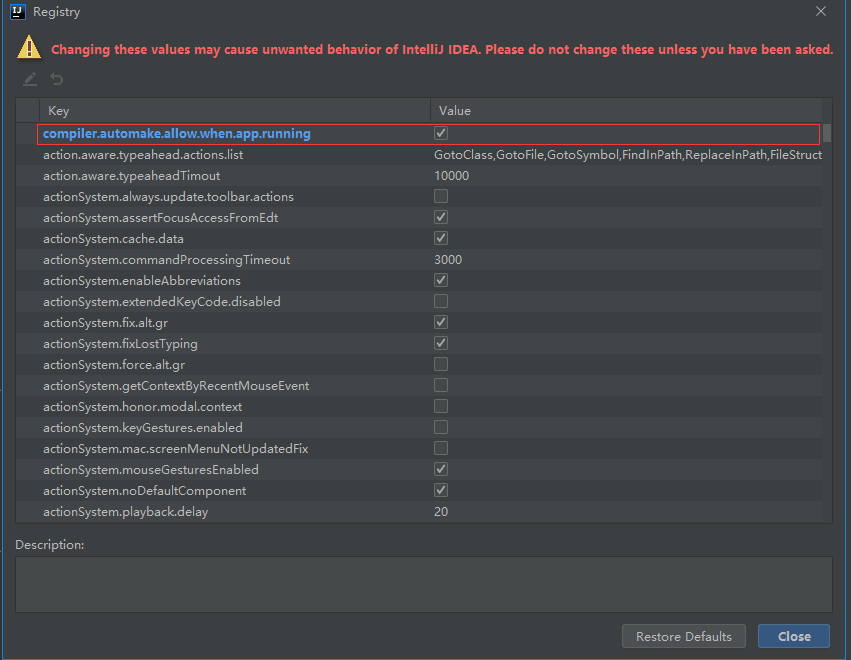 IJ Registry
Changing these values may cause unwanted behavior of IntelliJ IDEA. Please do not change these unless you have been asked.
Key Value
compiler.automake.allow.when.app.running
action.aware.typeahead.actions.list GotoClass,GotoFile,GotoSymbol,FindInPath,ReplaceInPath,FileStruct
action.aware.typeaheadTimout 10000
actionSystem.always.update.toolbar.actions
actionSystem.assertFocusAccessFromEdt
actionSystem.cache.data
actionSystem.commandProcessingTimeout 3000
actionSystem.enableAbbreviations
actionSystem.extendedKeyCode.disabled
actionSystem.fix.alt.gr
actionSystem.fixLostTyping
actionSystem.force.alt.gr
actionSystem.getContextByRecentMouseEvent
actionSystem.honor.modal.context
actionSystem.keyGestures.enabled
actionSystem.mac.screenMenuNotUpdatedFix
actionSystem.mouseGesturesEnabled
actionSystem.noDefaultComponent
actionSystem.playback.delay 20
Description:
Restore Defaults Close